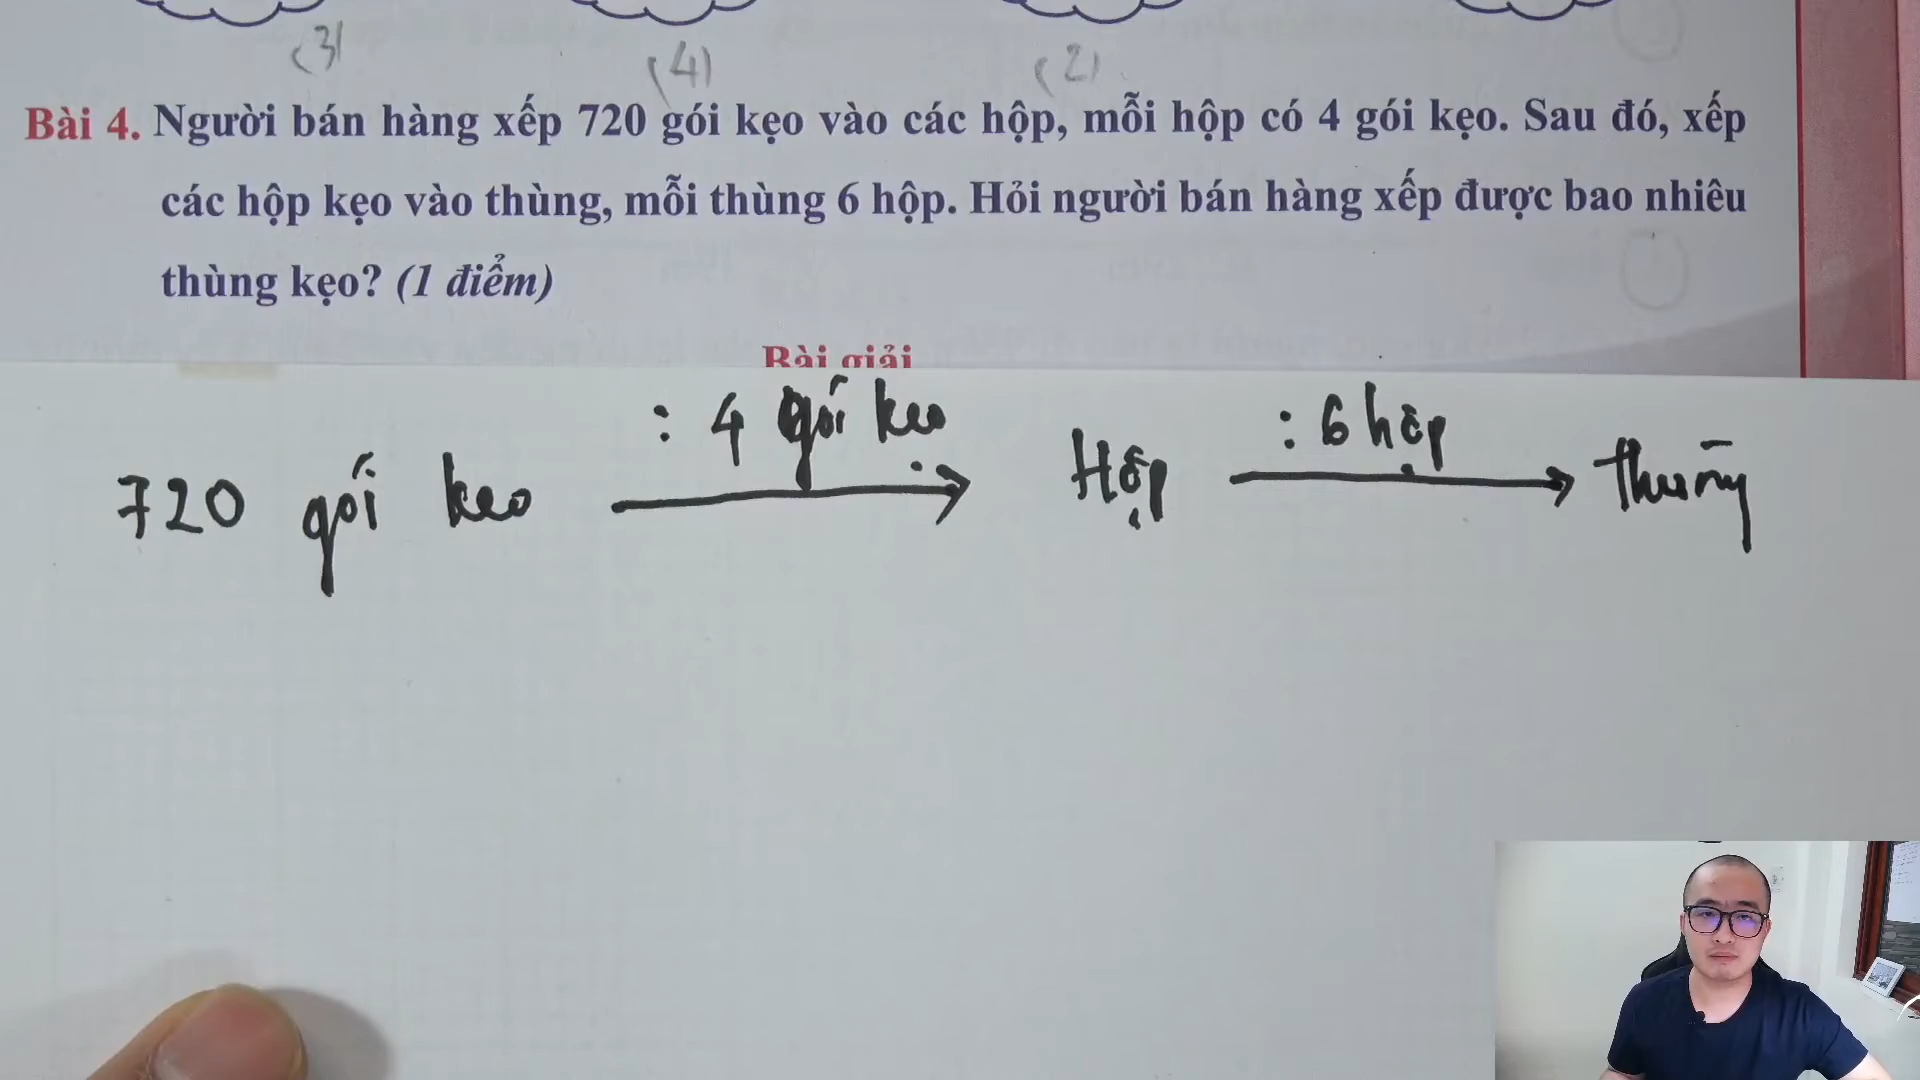 (3)
(4)
(2)
Bài 4. Người bán hàng xếp 720 gói kẹo vào các hộp, mỗi hộp có 4 gói kẹo. Sau đó, xếp
các hộp kẹo vào thùng, mỗi thùng 6 hộp. Hỏi người bán hàng xếp được bao nhiêu
thùng kẹo? (1 điểm)
Bài giải
: 4 gói kẹo
: 6 hộp
720 gói kẹo
Hộp
thùng